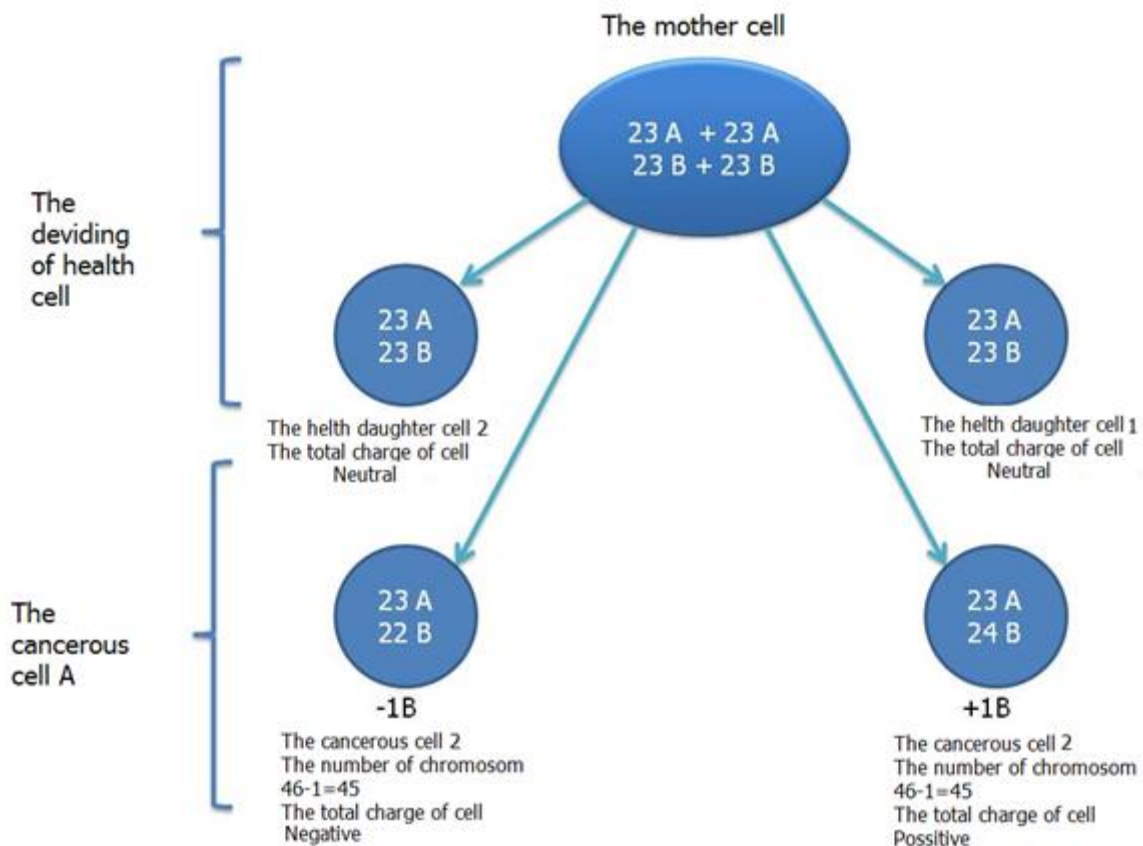 The mother cell
23 A + 23 A
23 B + 23 B
The
deviding
of health
cell
23 A
23 B
The helth daughter cell 2
The total charge of cell
Neutral
23 A
23 B
The helth daughter cell 1
The total charge of cell
Neutral
The
cancerous
cell A
23 A
22 B
-1B
The cancerous cell 2
The number of chromosom
46-1=45
The total charge of cell
Negative
23 A
24 B
+1B
The cancerous cell 2
The number of chromosom
46-1=45
The total charge of cell
Possitive